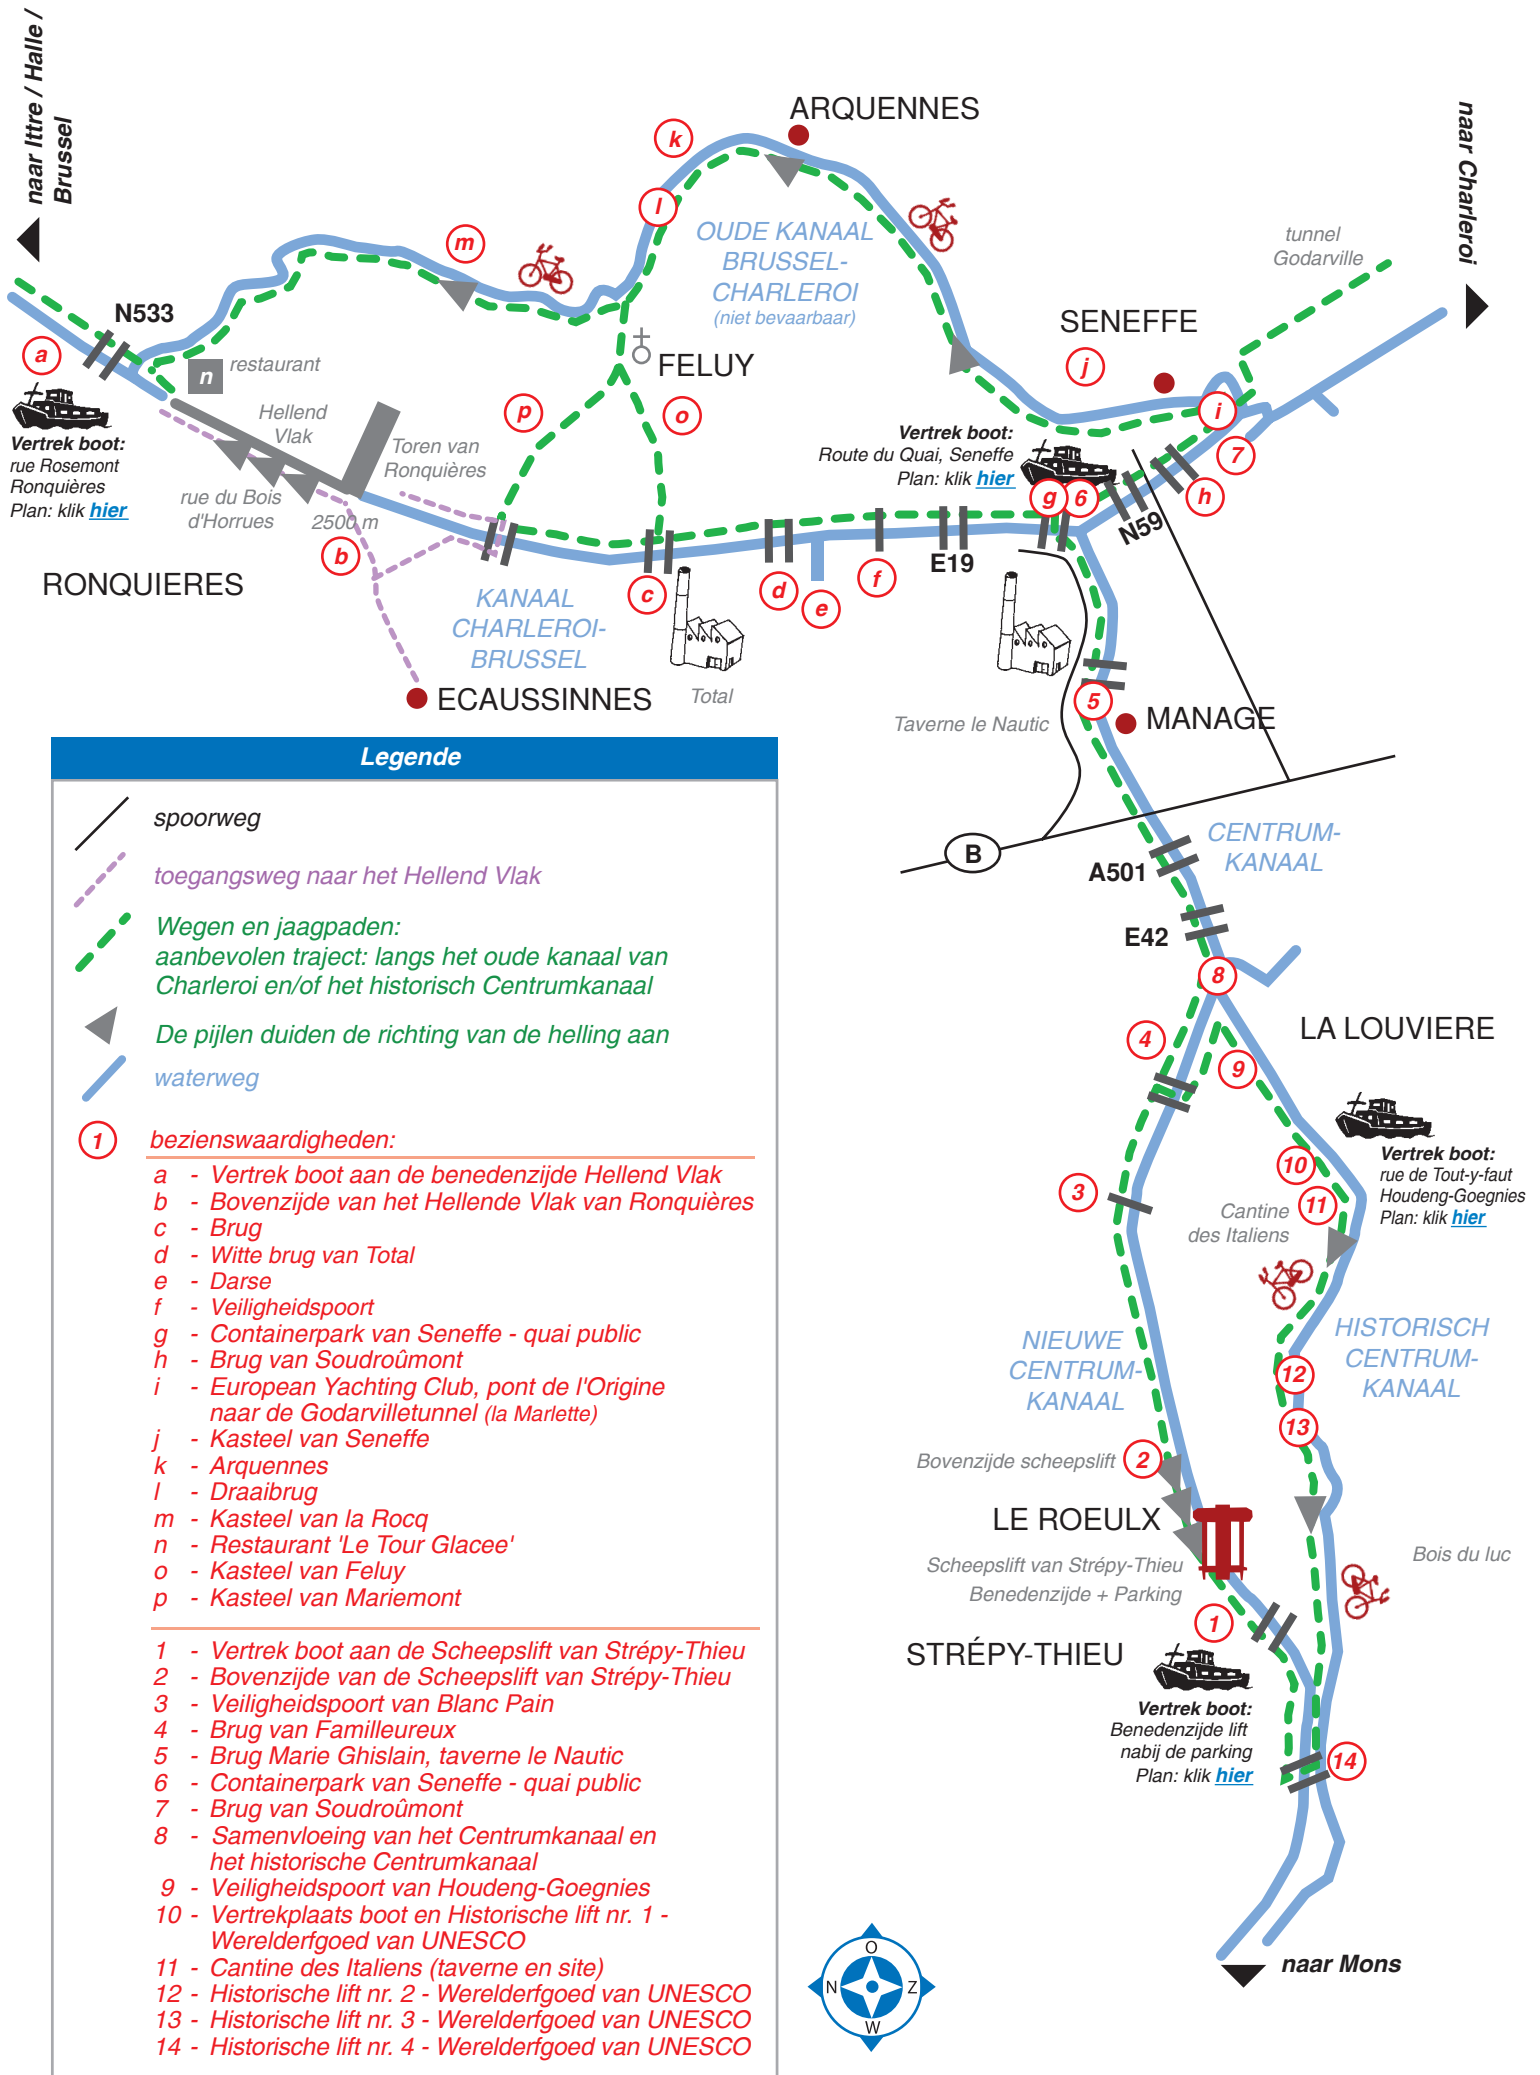 naar Ittre / Halle /
Brussel
ARQUENNES
naar Charleroi
k
l
m
OUDE KANAAL
BRUSSEL-
CHARLEROI
(niet bevaarbaar)
tunnel
Godarville
N533
SENEFFE
a
n
restaurant
FELUY
j
i
Hellend
Vlak
p
o
Toren van
Ronquières
Vertrek boot:
rue Rosemont
Ronquières
Plan: klik hier
Vertrek boot:
Route du Quai, Seneffe
Plan: klik hier
7
g
6
h
N59
rue du Bois
d'Horrues
2500 m
b
E19
RONQUIERES
c
d
e
f
KANAAL
CHARLEROI-
BRUSSEL
ECAUSSINNES
Total
Taverne le Nautic
5
MANAGE
B
CENTRUM-
KANAAL
A501
E42
8
LA LOUVIERE
4
9
10
11
3
Vertrek boot:
rue de Tout-y-faut
Houdeng-Goegnies
Plan: klik hier
Cantine
des Italiens
NIEUWE
CENTRUM-
KANAAL
HISTORISCH
CENTRUM-
KANAAL
12
13
Bovenzijde scheepslift
2
LE ROEULX
Scheepslift van Strépy-Thieu
Benedenzijde + Parking
Bois du luc
1
STRÉPY-THIEU
Vertrek boot:
Benedenzijde lift
nabij de parking
Plan: klik hier
14
naar Mons
O
N
Z
W
Legende
spoorweg
toegangsweg naar het Hellend Vlak
Wegen en jaagpaden:
aanbevolen traject: langs het oude kanaal van
Charleroi en/of het historisch Centrumkanaal
De pijlen duiden de richting van de helling aan
waterweg
1 bezienswaardigheden:
a - Vertrek boot aan de benedenzijde Hellend Vlak
b - Bovenzijde van het Hellende Vlak van Ronquières
c - Brug
d - Witte brug van Total
e - Darse
f - Veiligheidspoort
g - Containerpark van Seneffe - quai public
h - Brug van Soudroûmont
i - European Yachting Club, pont de l'Origine
naar de Godarvilletunnel (la Marlette)
j - Kasteel van Seneffe
k - Arquennes
l - Draaibrug
m - Kasteel van la Rocq
n - Restaurant 'Le Tour Glacee'
o - Kasteel van Feluy
p - Kasteel van Mariemont
1 - Vertrek boot aan de Scheepslift van Strépy-Thieu
2 - Bovenzijde van de Scheepslift van Strépy-Thieu
3 - Veiligheidspoort van Blanc Pain
4 - Brug van Familleureux
5 - Brug Marie Ghislain, taverne le Nautic
6 - Containerpark van Seneffe - quai public
7 - Brug van Soudroûmont
8 - Samenvloeing van het Centrumkanaal en
het historische Centrumkanaal
9 - Veiligheidspoort van Houdeng-Goegnies
10 - Vertrekplaats boot en Historische lift nr. 1 -
Werelderfgoed van UNESCO
11 - Cantine des Italiens (taverne en site)
12 - Historische lift nr. 2 - Werelderfgoed van UNESCO
13 - Historische lift nr. 3 - Werelderfgoed van UNESCO
14 - Historische lift nr. 4 - Werelderfgoed van UNESCO